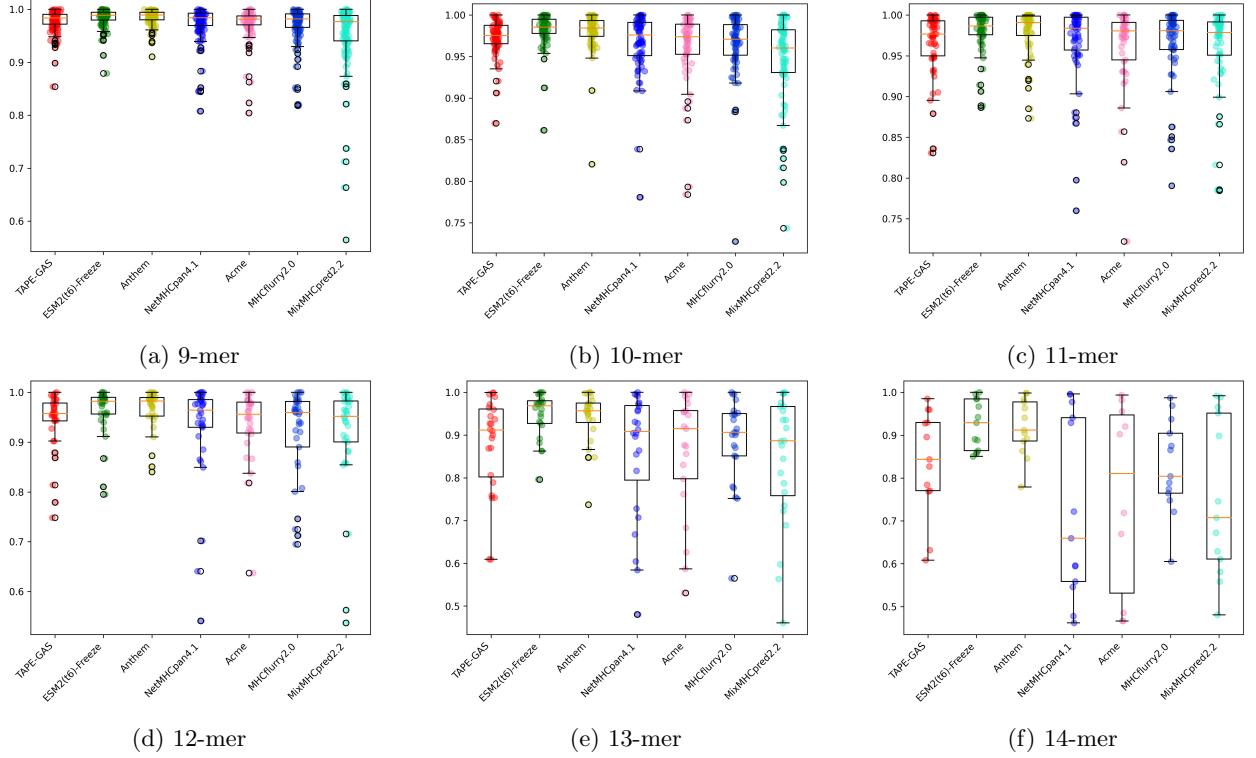 1.0
0.9
0.8
0.7
0.6
TAPE-GAS
ESM2(t6)-Freeze
Anthem
NetMHCpan4.1
Acme
MHCflurry2.0
MixMHCpred2.2
(a) 9-mer
1.00
0.95
0.90
0.85
0.80
0.75
TAPE-GAS
ESM2(t6)-Freeze
Anthem
NetMHCpan4.1
Acme
MHCflurry2.0
MixMHCpred2.2
(b) 10-mer
1.00
0.95
0.90
0.85
0.80
0.75
TAPE-GAS
ESM2(t6)-Freeze
Anthem
NetMHCpan4.1
Acme
MHCflurry2.0
MixMHCpred2.2
(c) 11-mer
1.0
0.9
0.8
0.7
0.6
TAPE-GAS
ESM2(t6)-Freeze
Anthem
NetMHCpan4.1
Acme
MHCflurry2.0
MixMHCpred2.2
(d) 12-mer
1.0
0.9
0.8
0.7
0.6
0.5
TAPE-GAS
ESM2(t6)-Freeze
Anthem
NetMHCpan4.1
Acme
MHCflurry2.0
MixMHCpred2.2
(e) 13-mer
1.0
0.9
0.8
0.7
0.6
0.5
TAPE-GAS
ESM2(t6)-Freeze
Anthem
NetMHCpan4.1
Acme
MHCflurry2.0
MixMHCpred2.2
(f) 14-mer